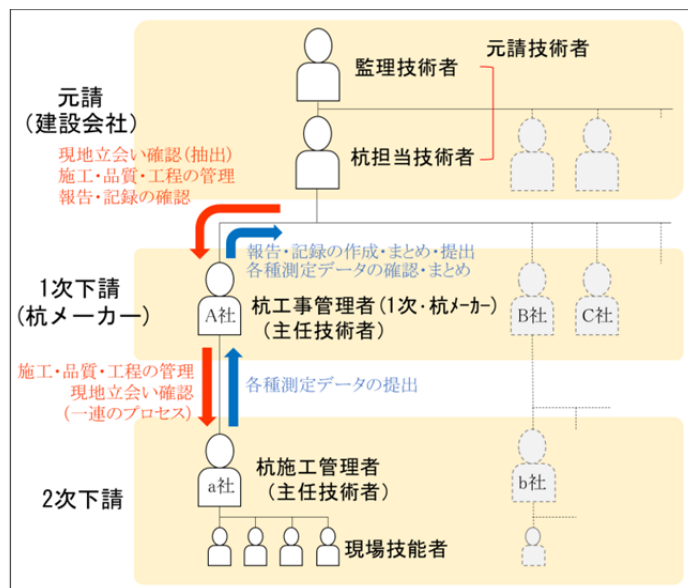 監理技術者
元請技術者
元請
(建設会社)
杭担当技術者
現地立会い確認(抽出)
施工・品質・工程の管理
報告・記録の確認
報告・記録の作成・まとめ・提出
各種測定データの確認・まとめ
1次下請
(杭メーカー)
A社
杭工事管理者(1次・杭メーカー)
(主任技術者)
B社
C社
施工・品質・工程の管理
現地立会い確認
(一連のプロセス)
各種測定データの提出
2次下請
a社
杭施工管理者
(主任技術者)
b社
現場技能者